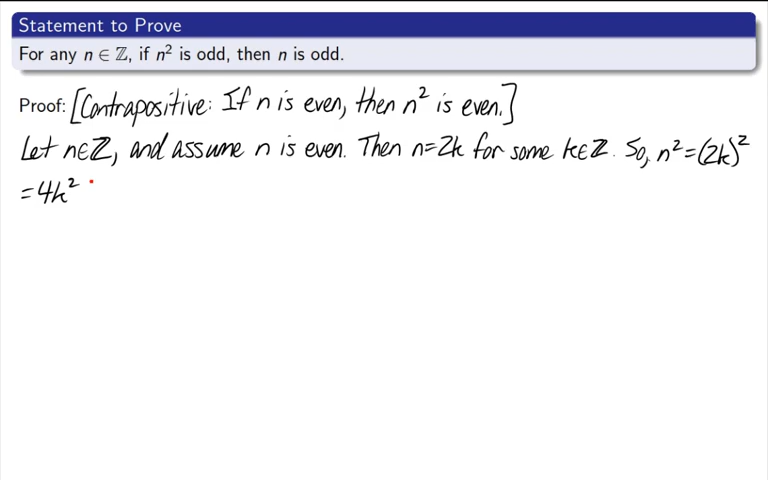 Statement to Prove
For any n ∈ ℤ, if n² is odd, then n is odd.
Proof: [Contrapositive: If n is even, then n² is even.]
Let n∈ℤ, and assume n is even. Then n=2k for some k∈ℤ. So, n²=(2k)²
=4k²